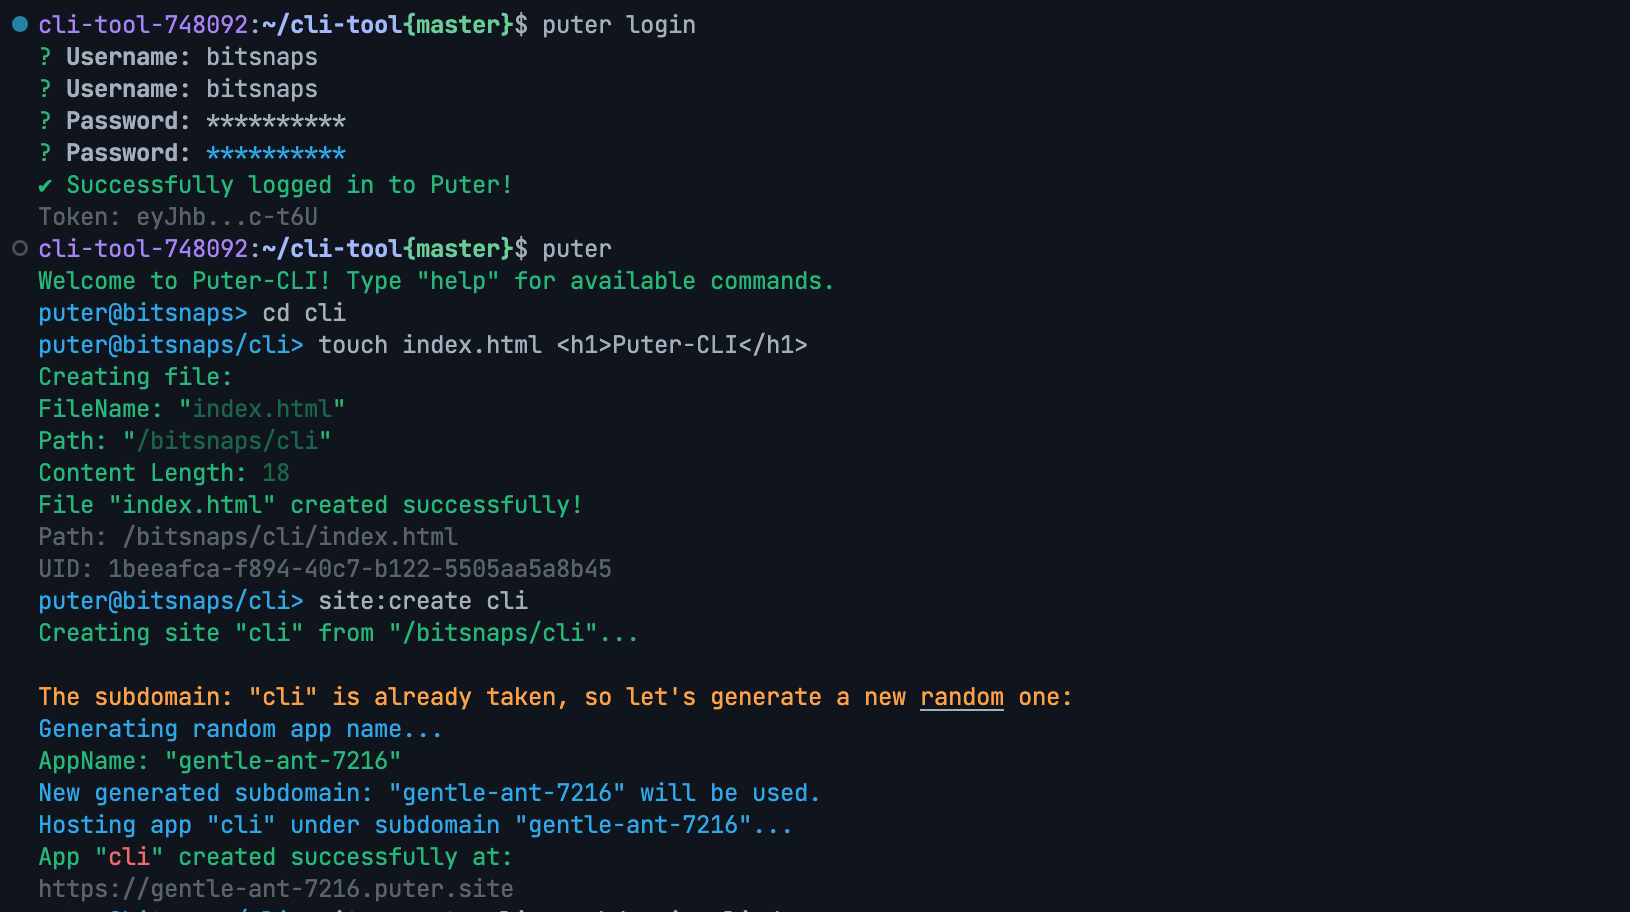 cli-tool-748092:~/cli-tool{master}$ puter login
? Username: bitsnaps
? Username: bitsnaps
? Password: **********
? Password: **********
✔ Successfully logged in to Puter!
Token: eyJhb...c-t6U
cli-tool-748092:~/cli-tool{master}$ puter
Welcome to Puter-CLI! Type "help" for available commands.
puter@bitsnaps> cd cli
puter@bitsnaps/cli> touch index.html <h1>Puter-CLI</h1>
Creating file:
FileName: "index.html"
Path: "/bitsnaps/cli"
Content Length: 18
File "index.html" created successfully!
Path: /bitsnaps/cli/index.html
UID: 1beeafca-f894-40c7-b122-5505aa5a8b45
puter@bitsnaps/cli> site:create cli
Creating site "cli" from "/bitsnaps/cli"...
The subdomain: "cli" is already taken, so let's generate a new random one:
Generating random app name...
AppName: "gentle-ant-7216"
New generated subdomain: "gentle-ant-7216" will be used.
Hosting app "cli" under subdomain "gentle-ant-7216"...
App "cli" created successfully at:
https://gentle-ant-7216.puter.site